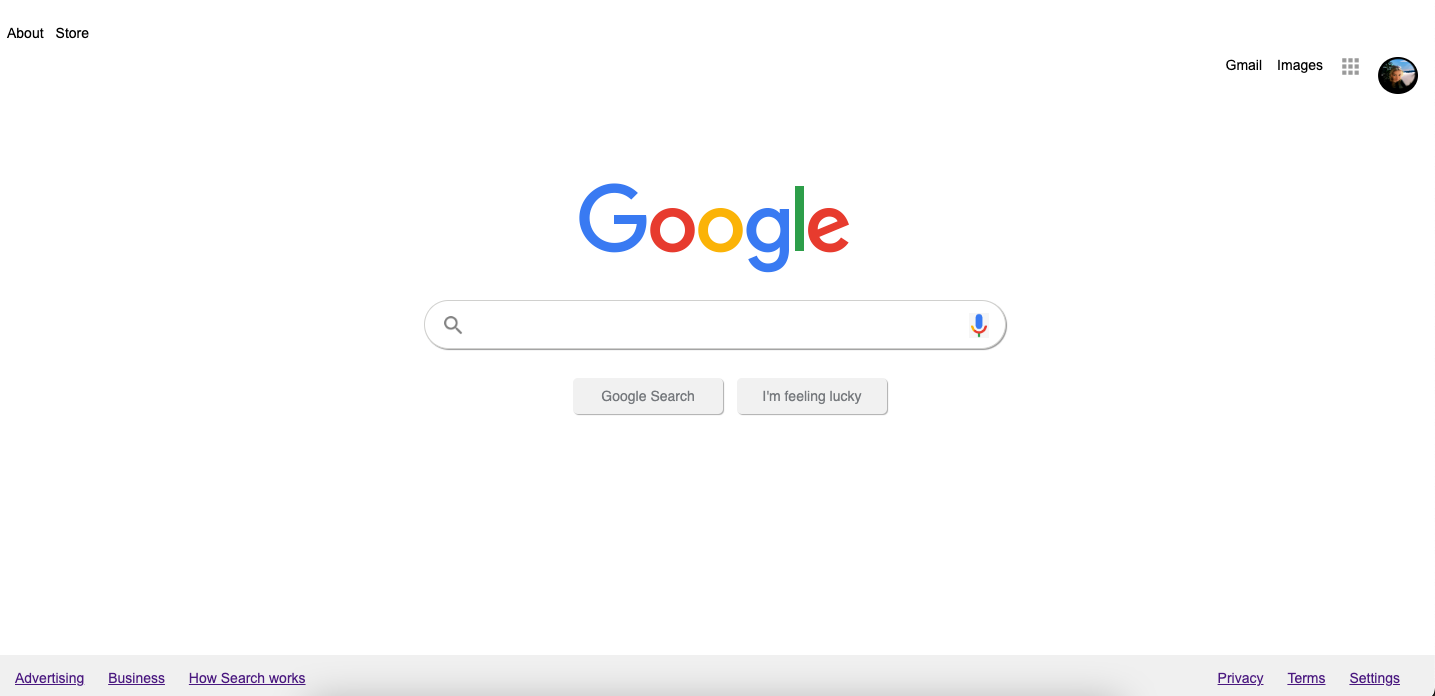 About Store
Gmail Images
Google
Google Search I'm feeling lucky
Advertising Business How Search works Privacy Terms Settings